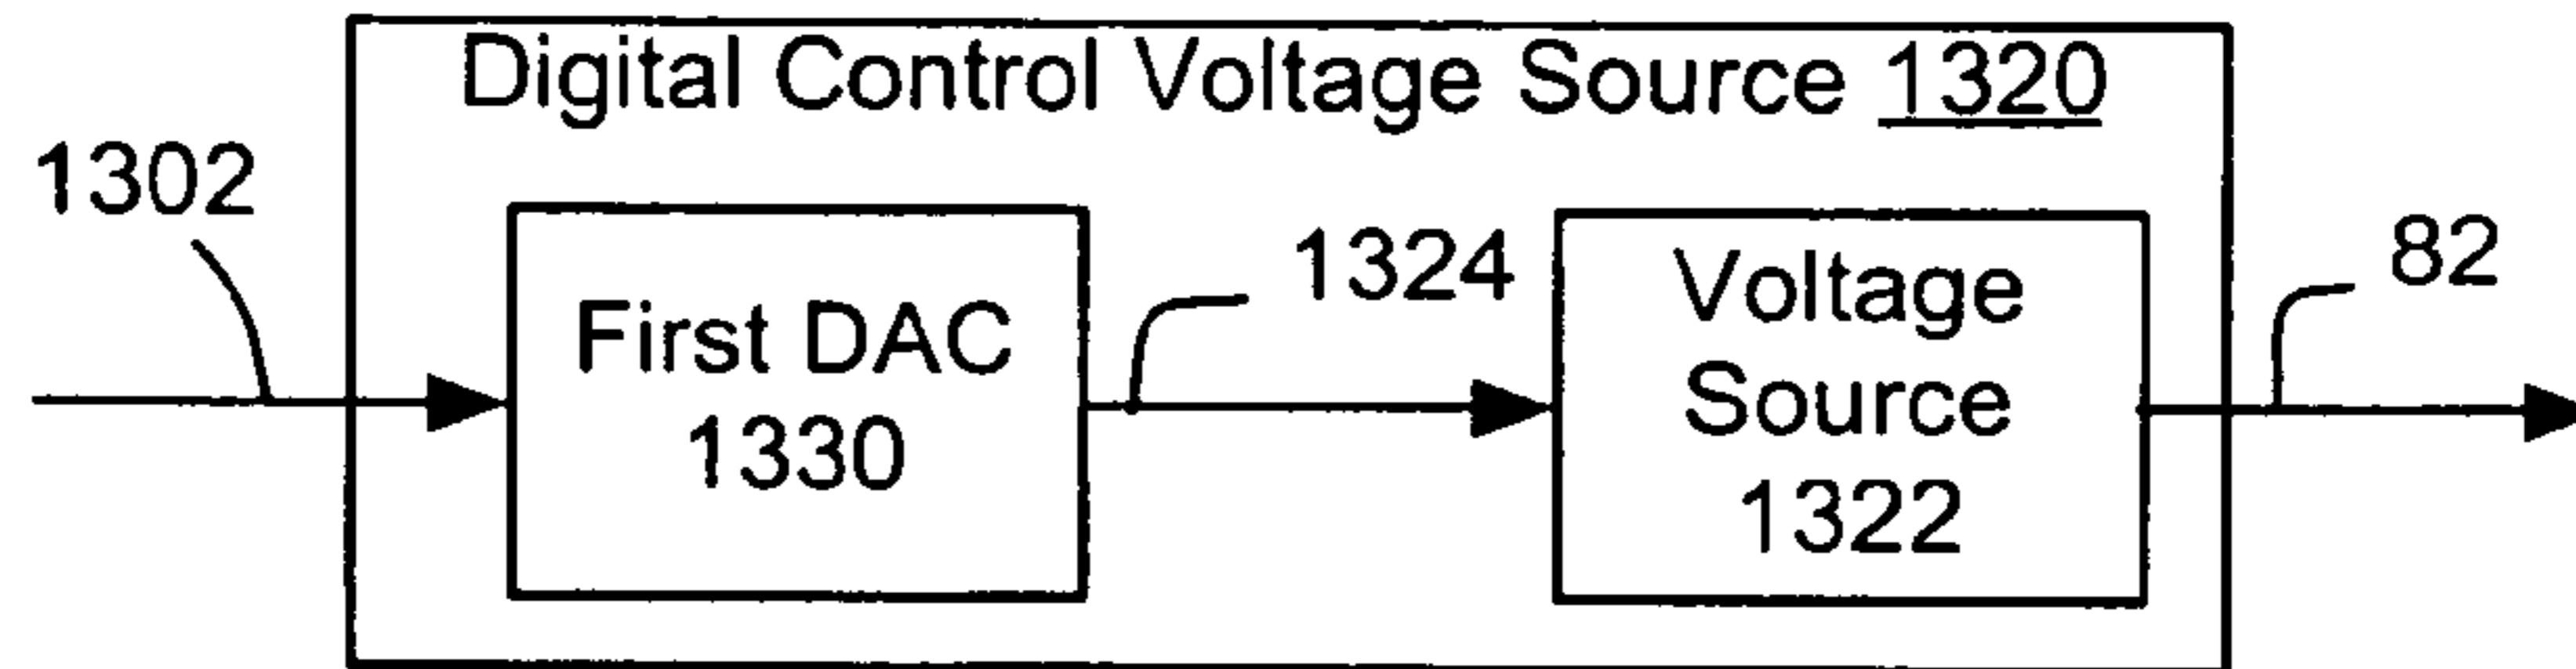 Digital Control Voltage Source 1320
1302
First DAC
1330
1324
Voltage
Source
1322
82